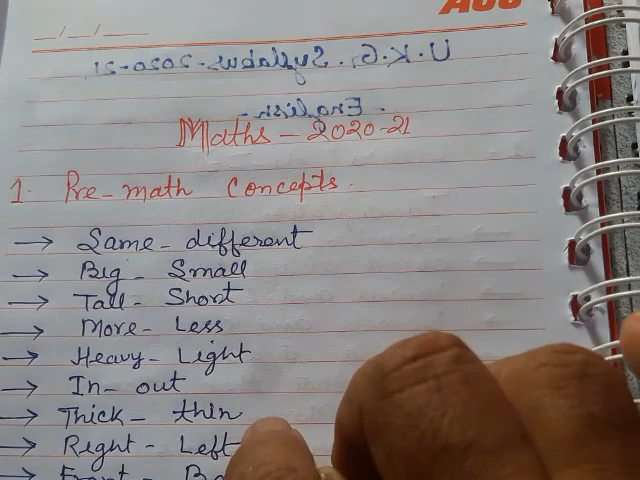 U.K.G. Syllabus-2020-21
English-
Maths - 2020-21
1. Pre-math Concepts.
→ Same - different
→ Big - Small
→ Tall - Short
→ More - Less
→ Heavy - Light
→ In - out
→ Thick - thin
→ Right - Left
→ Front -